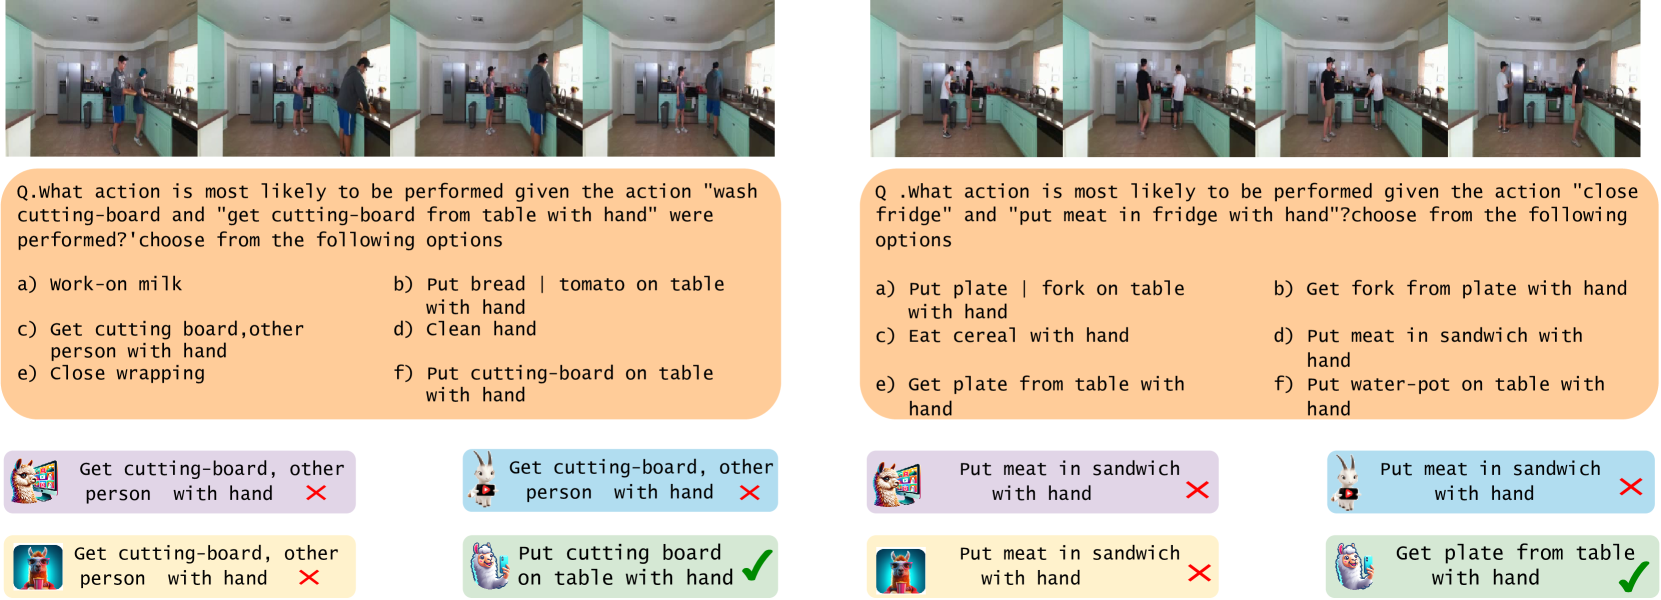 Q.What action is most likely to be performed given the action "wash
cutting-board and "get cutting-board from table with hand" were
performed?'choose from the following options
a) Work-on milk
b) Put bread | tomato on table
with hand
c) Get cutting board,other
person with hand
d) Clean hand
e) Close wrapping
f) Put cutting-board on table
with hand
Get cutting-board, other
person with hand
Get cutting-board, other
person with hand
Get cutting-board, other
person with hand
Put cutting board
on table with hand
Q .What action is most likely to be performed given the action "close
fridge" and "put meat in fridge with hand"?choose from the following
options
a) Put plate | fork on table
with hand
b) Get fork from plate with hand
c) Eat cereal with hand
d) Put meat in sandwich with
hand
e) Get plate from table with
hand
f) Put water-pot on table with
hand
Put meat in sandwich
with hand
Put meat in sandwich
with hand
Put meat in sandwich
with hand
Get plate from table
with hand